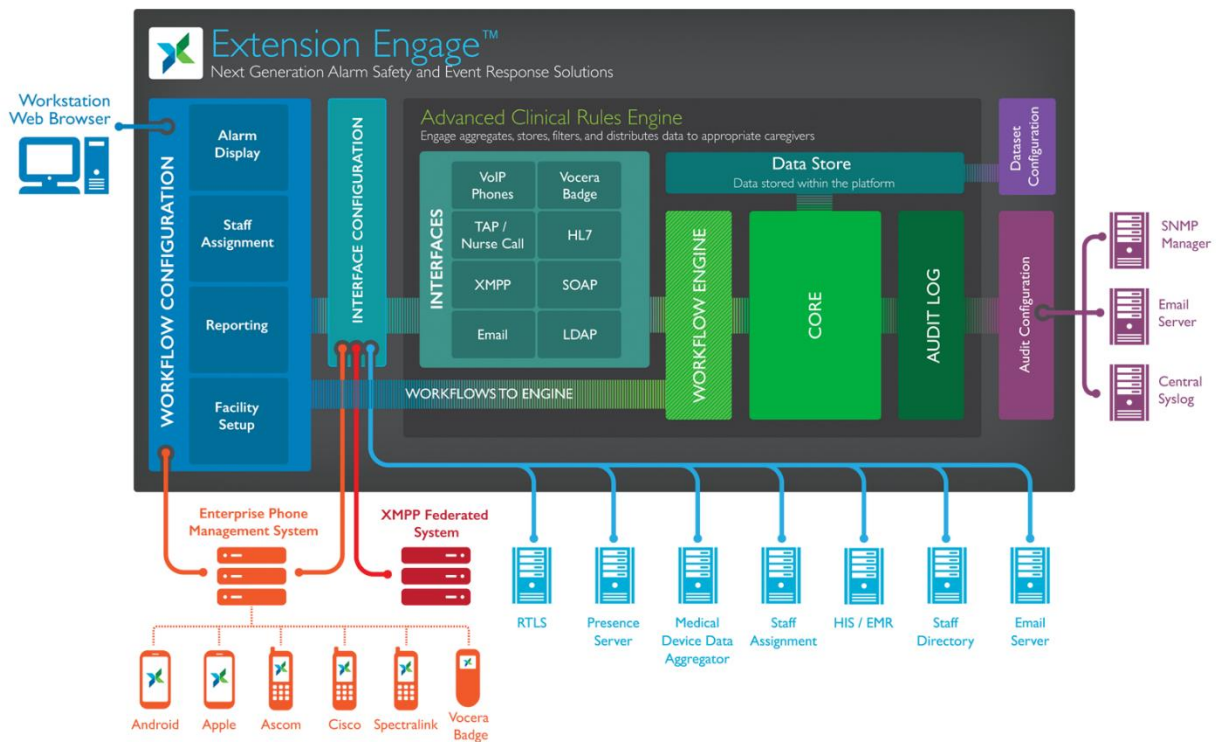 Extension Engage™
Next Generation Alarm Safety and Event Response Solutions
Workstation
Web Browser
WORKFLOW CONFIGURATION
Alarm
Display
Staff
Assignment
Reporting
Facility
Setup
INTERFACE CONFIGURATION
Advanced Clinical Rules Engine
Engage aggregates, stores, filters, and distributes data to appropriate caregivers
INTERFACES
VoIP
Phones
Vocera
Badge
TAP /
Nurse Call
HL7
XMPP
SOAP
Email
LDAP
Data Store
Data stored within the platform
WORKFLOW ENGINE
CORE
AUDIT LOG
WORKFLOWS TO ENGINE
Dataset
Configuration
Audit Configuration
SNMP
Manager
Email
Server
Central
Syslog
Enterprise Phone
Management System
XMPP Federated
System
RTLS
Presence
Server
Medical
Device Data
Aggregator
Staff
Assignment
HIS / EMR
Staff
Directory
Email
Server
Android
Apple
Ascom
Cisco
Spectralink
Vocera
Badge